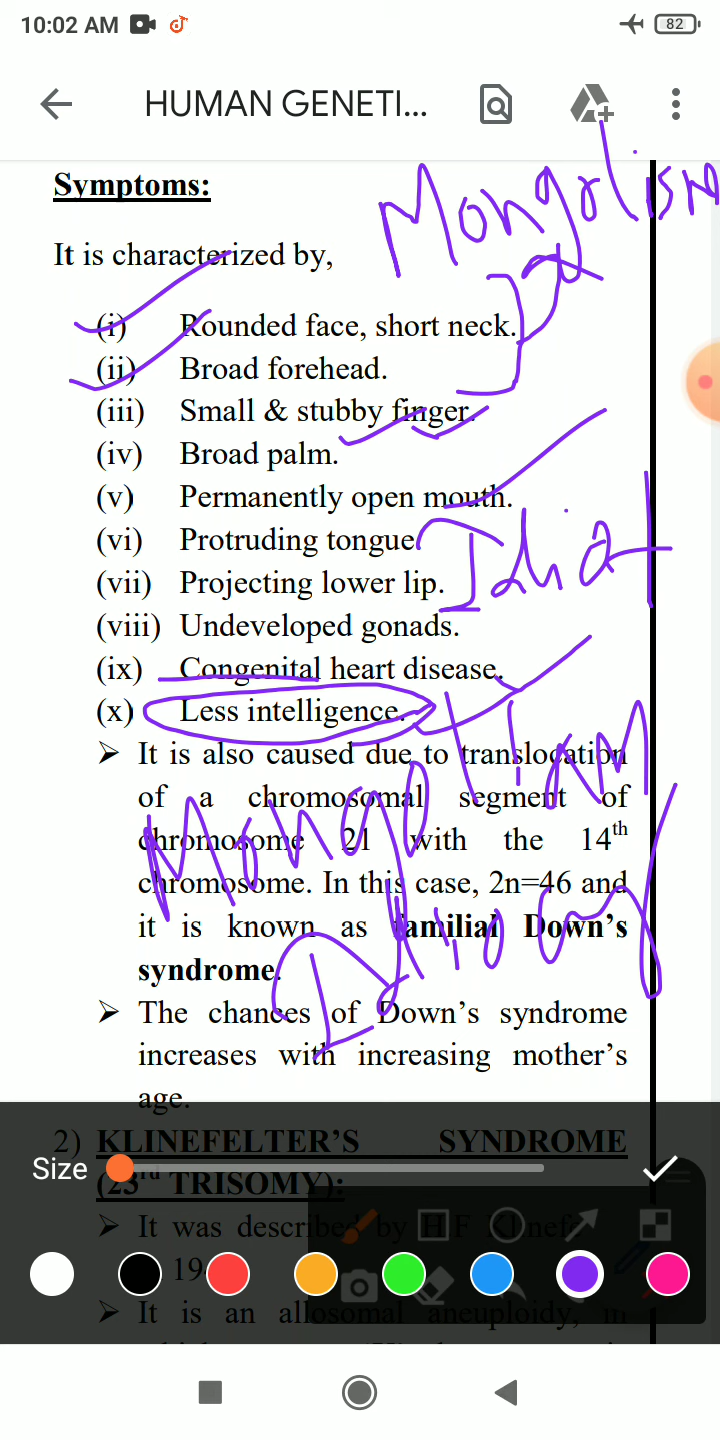 10:02 AM
82
HUMAN GENETI...
Symptoms:
Mongolism
It is characterized by,
(i) Rounded face, short neck.
(ii) Broad forehead.
(iii) Small & stubby finger.
(iv) Broad palm.
(v) Permanently open mouth.
(vi) Protruding tongue
Idiot
(vii) Projecting lower lip.
(viii) Undeveloped gonads.
(ix) Congenital heart disease.
(x) Less intelligence.
➢ It is also caused due to translocation
of a chromosomal segment of
chromosome 21 with the 14th
chromosome. In this case, 2n=46 and
it is known as familial Down's
syndrome.
➢ The chances of Down's syndrome
increases with increasing mother's
age.
2) KLINEFELTER'S SYNDROME
Size
(23rd TRISOMY):
➢ It was described by H F Klinefe
19
➢ It is an allosomal aneuploidy, in